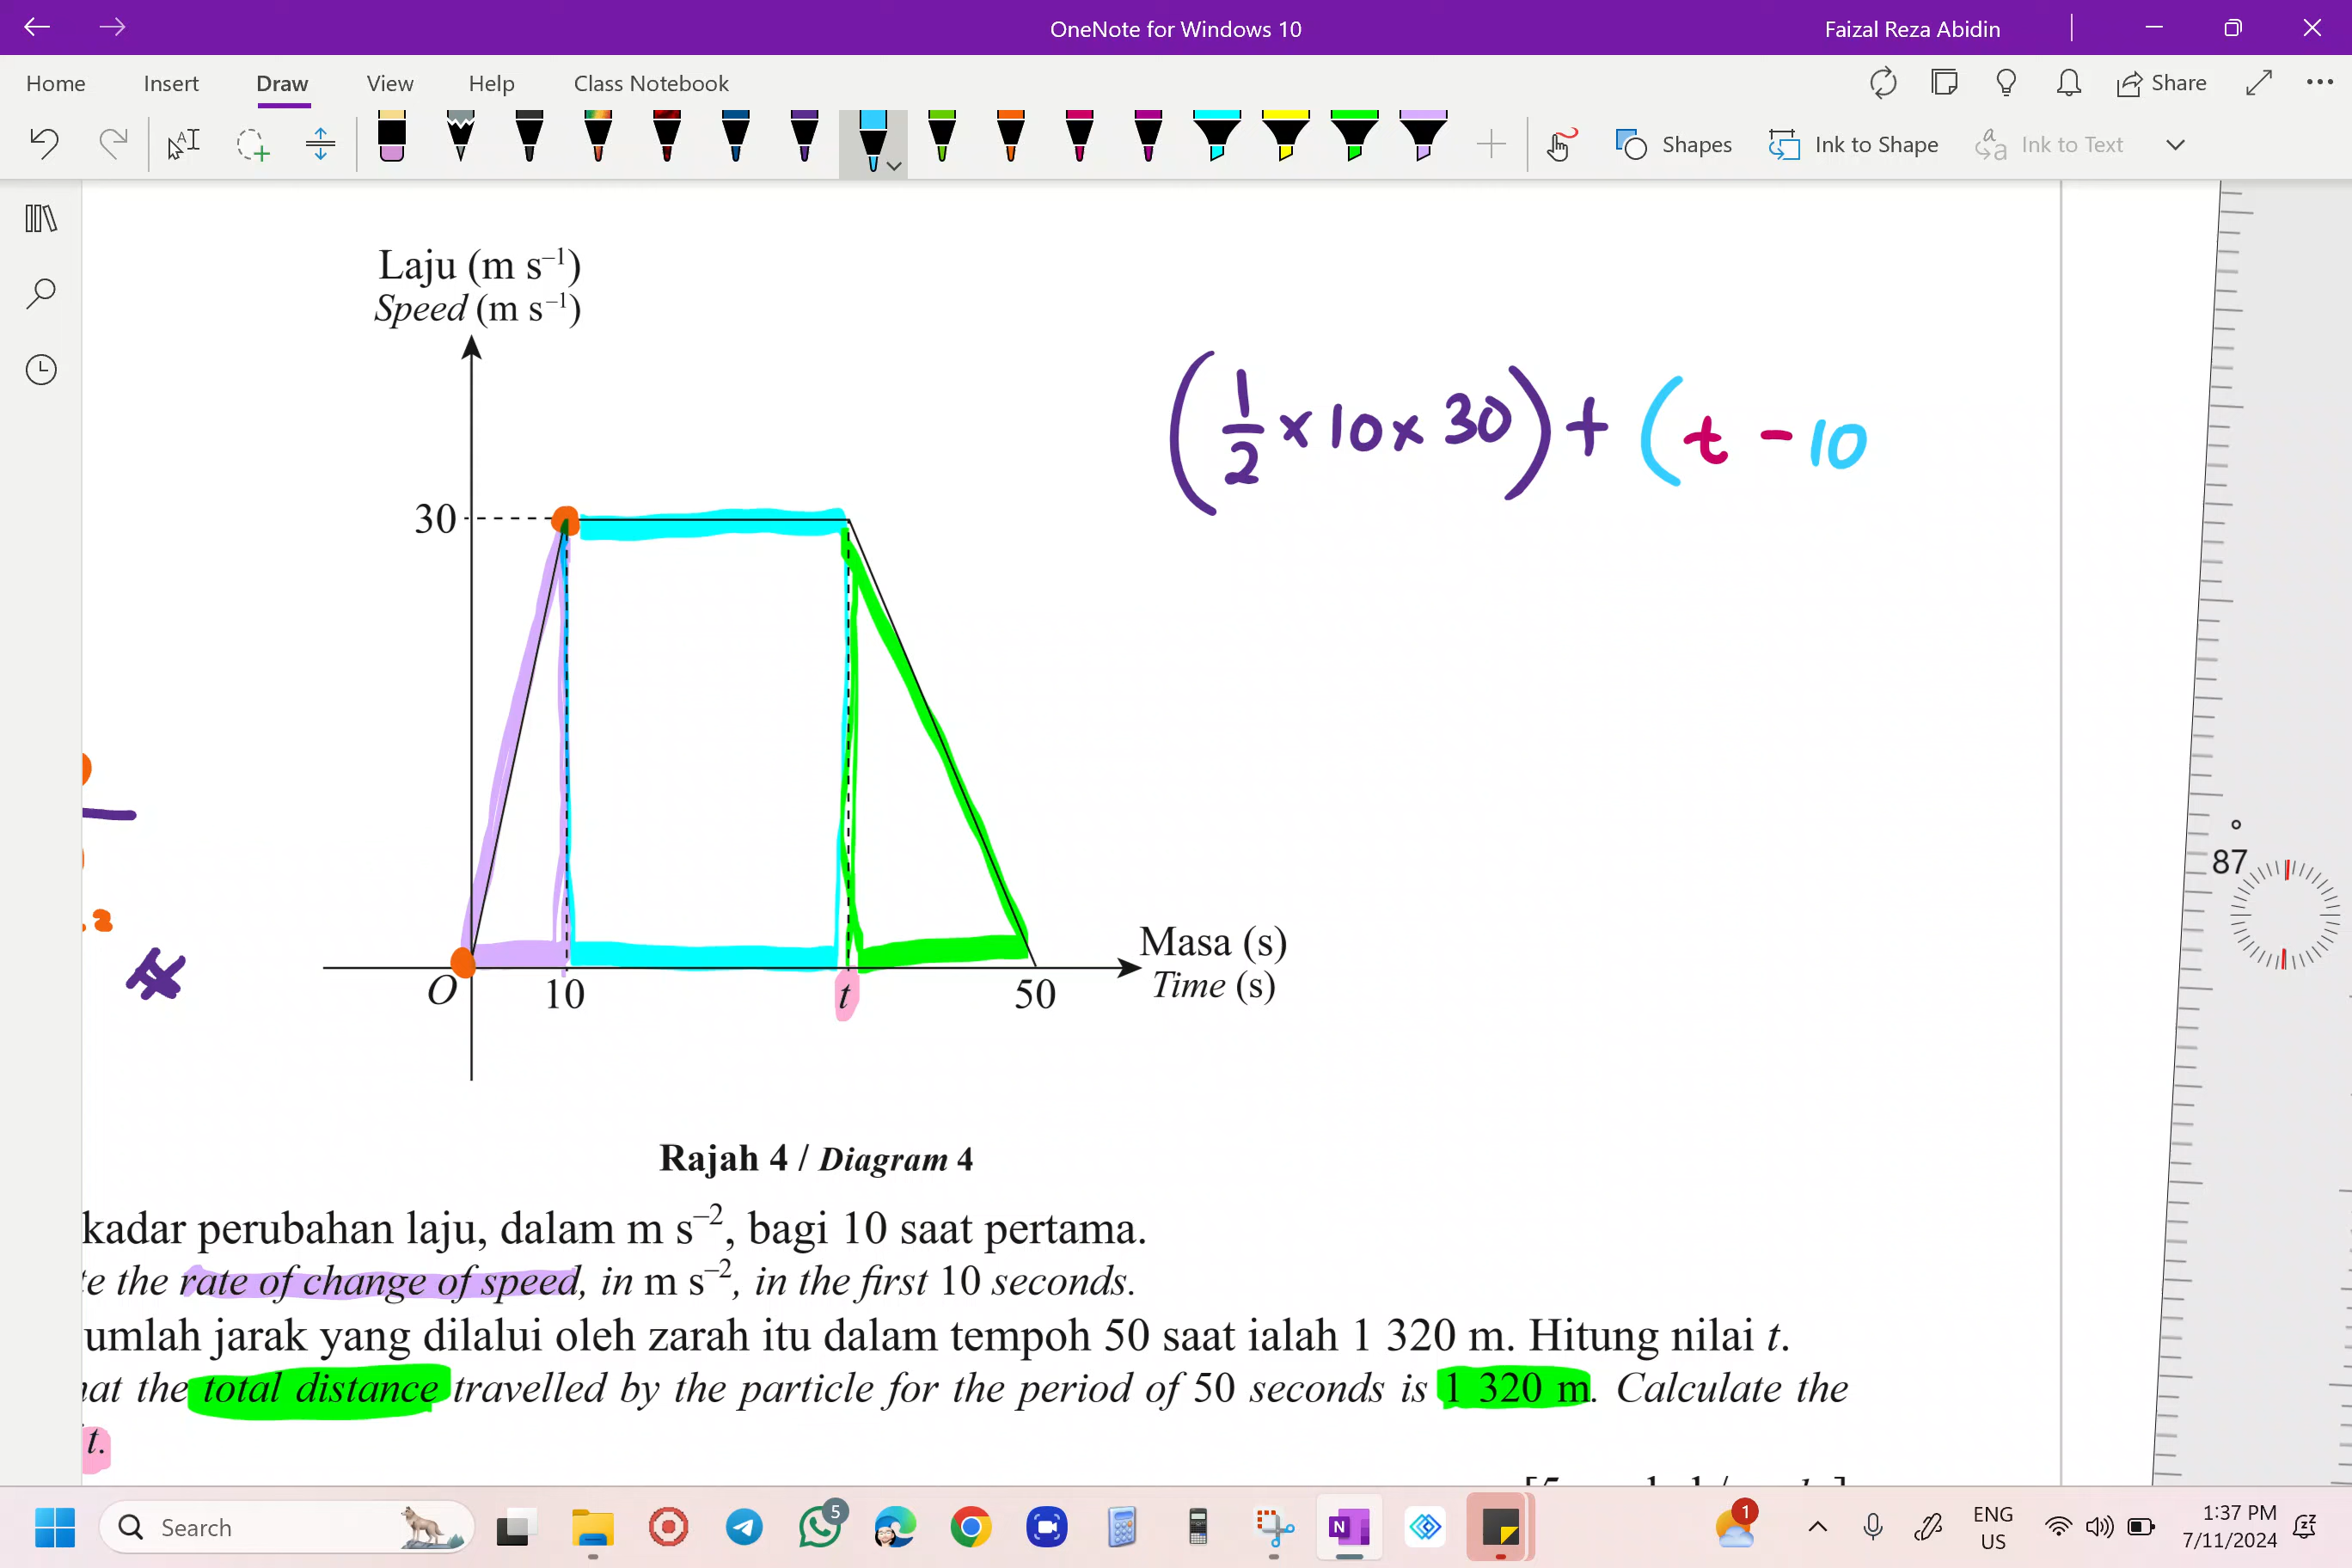 OneNote for Windows 10
Faizal Reza Abidin
Home Insert Draw View Help Class Notebook
Share
Shapes Ink to Shape Ink to Text
Laju (m s⁻¹)
Speed (m s⁻¹)
(1/2 × 10 × 30) + (t - 10
30
O 10 t 50
Masa (s)
Time (s)
87°
Rajah 4 / Diagram 4
kadar perubahan laju, dalam m s⁻², bagi 10 saat pertama.
te the rate of change of speed, in m s⁻², in the first 10 seconds.
umlah jarak yang dilalui oleh zarah itu dalam tempoh 50 saat ialah 1 320 m. Hitung nilai t.
hat the total distance travelled by the particle for the period of 50 seconds is 1 320 m. Calculate the
t.
Search
5
1
ENG
US
1:37 PM
7/11/2024